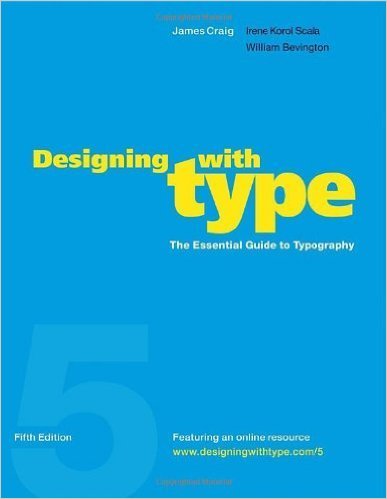 James Craig Irene Korol Scala
William Bevington
Designing with
type
The Essential Guide to Typography
5
Fifth Edition Featuring an online resource
www.designingwithtype.com/5